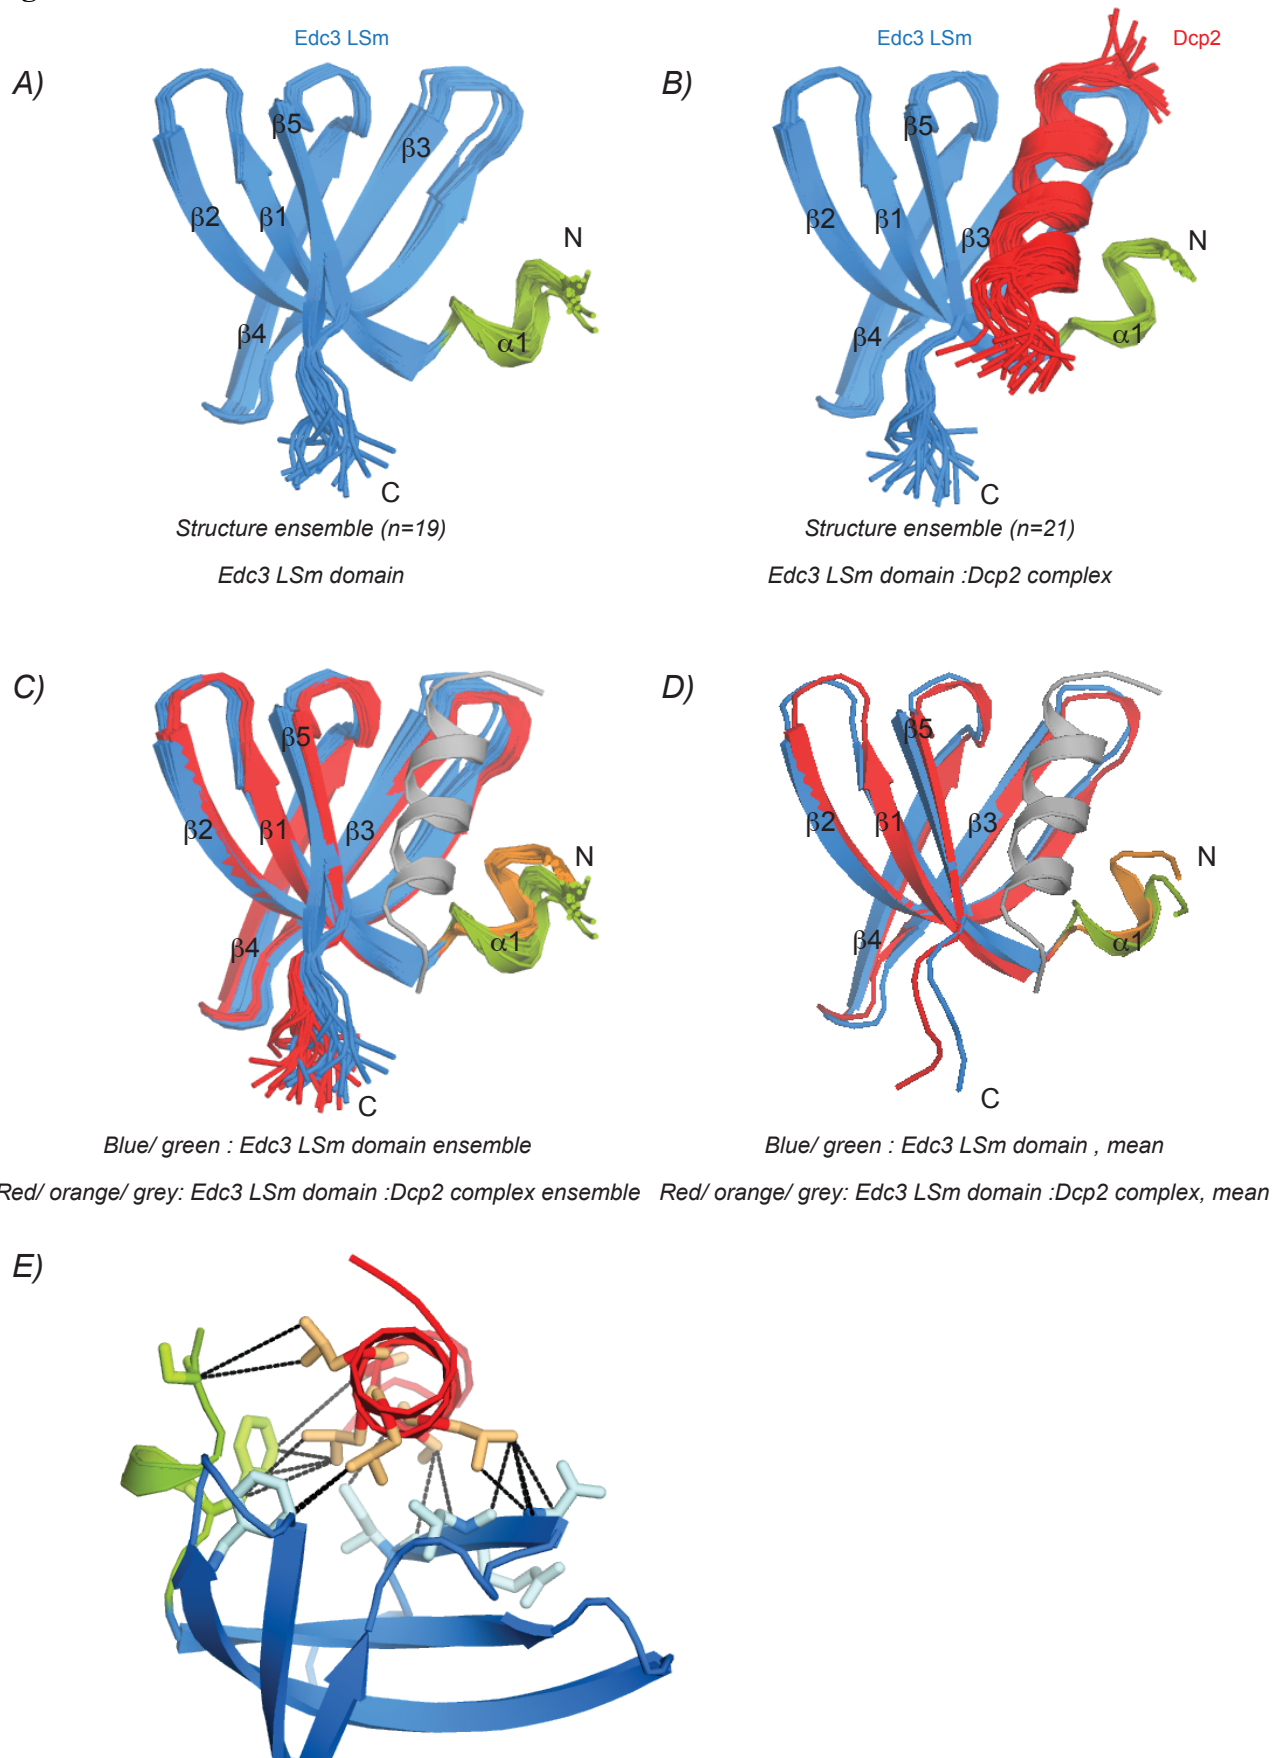 Edc3 LSm
Edc3 LSm
Dcp2
A)
B)
β5
β3
β2
β1
N
β4
α1
C
β5
β2
β1
β3
N
β4
α1
C
Structure ensemble (n=19)
Structure ensemble (n=21)
Edc3 LSm domain
Edc3 LSm domain :Dcp2 complex
C)
D)
β5
β2
β1
β3
N
β4
α1
C
β5
β2
β1
β3
N
β4
α1
C
Blue/ green : Edc3 LSm domain ensemble
Blue/ green : Edc3 LSm domain , mean
Red/ orange/ grey: Edc3 LSm domain :Dcp2 complex ensemble
Red/ orange/ grey: Edc3 LSm domain :Dcp2 complex, mean
E)